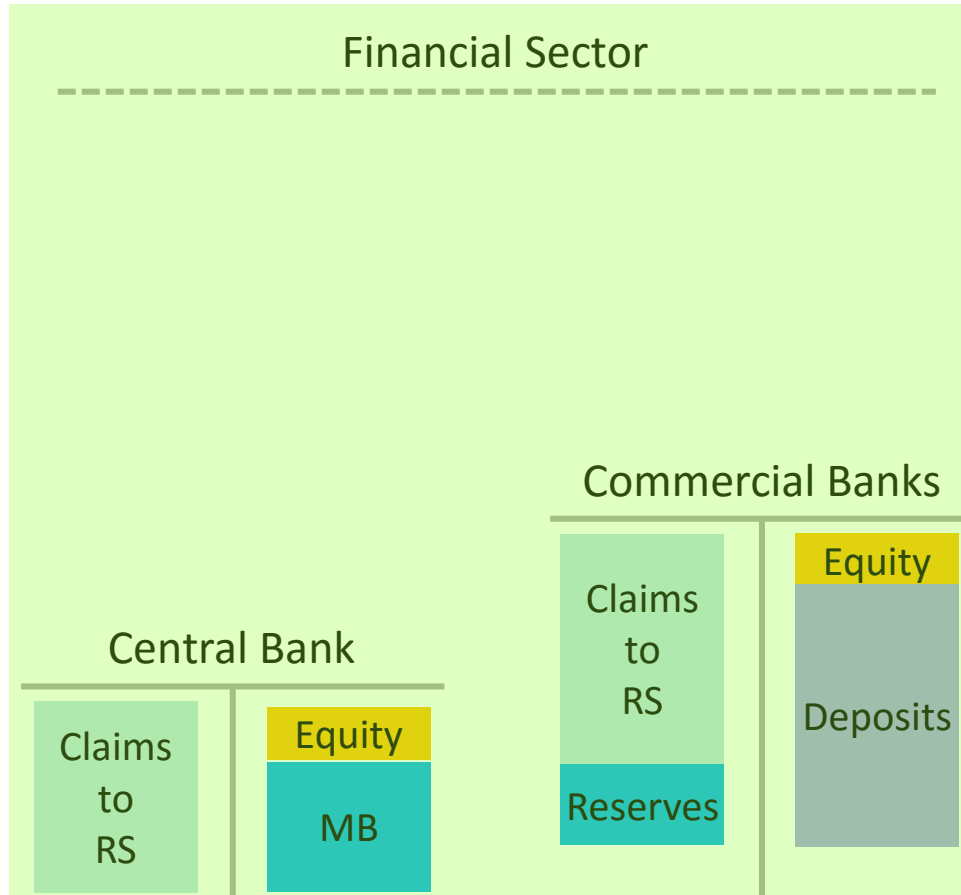 Financial Sector
Commercial Banks
Claims
to
RS
Reserves
Equity
Deposits
Central Bank
Claims
to
RS
Equity
MB